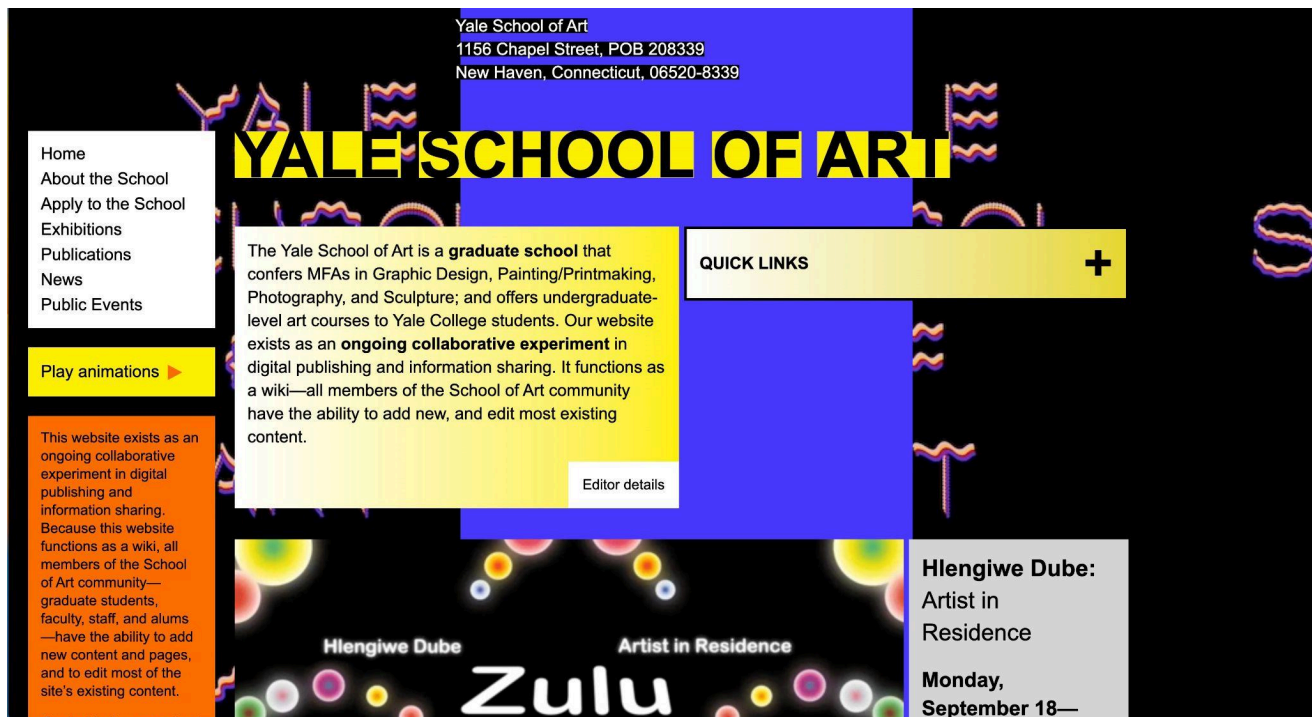 Yale School of Art
1156 Chapel Street, POB 208339
New Haven, Connecticut, 06520-8339
YALE SCHOOL OF ART
Home
About the School
Apply to the School
Exhibitions
Publications
News
Public Events
Play animations
This website exists as an
ongoing collaborative
experiment in digital
publishing and
information sharing.
Because this website
functions as a wiki, all
members of the School
of Art community—
graduate students,
faculty, staff, and alums
—have the ability to add
new content and pages,
and to edit most of the
site's existing content.
The Yale School of Art is a graduate school that
confers MFAs in Graphic Design, Painting/Printmaking,
Photography, and Sculpture; and offers undergraduate-
level art courses to Yale College students. Our website
exists as an ongoing collaborative experiment in
digital publishing and information sharing. It functions as
a wiki—all members of the School of Art community
have the ability to add new, and edit most existing
content.
Editor details
QUICK LINKS
Hlengiwe Dube
Artist in Residence
Zulu
Hlengiwe Dube:
Artist in
Residence
Monday,
September 18—
YALE